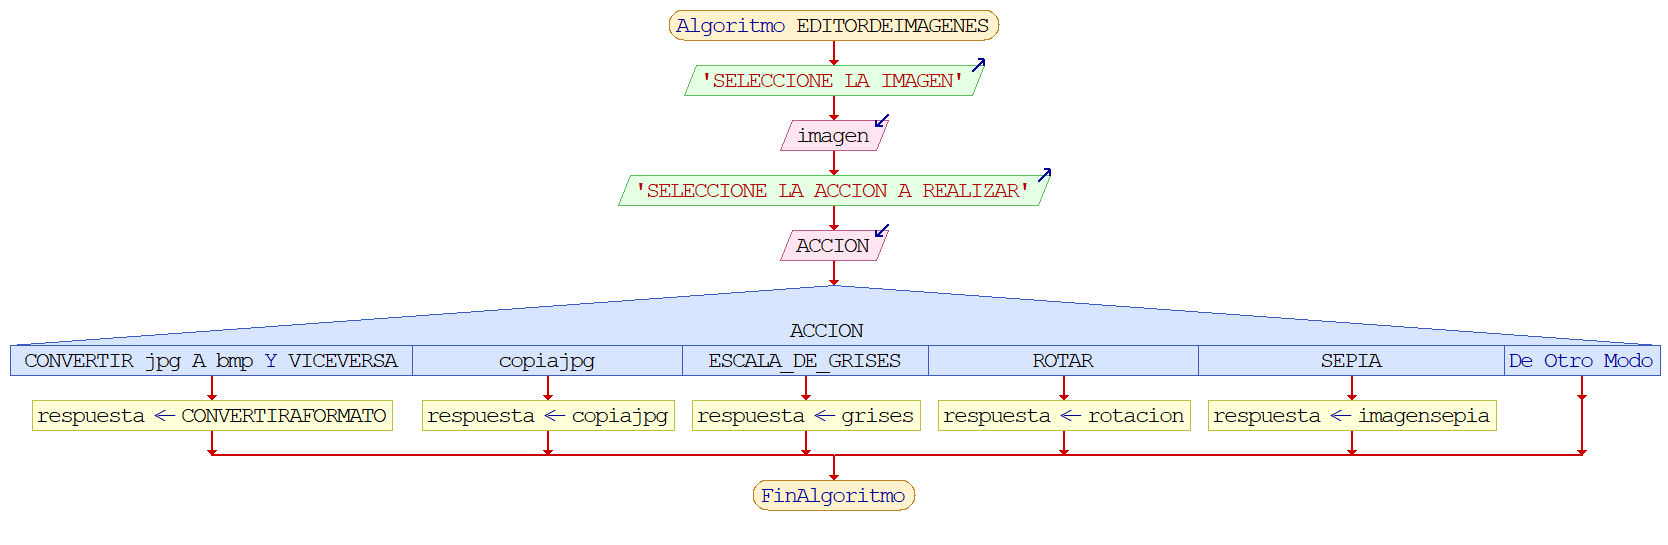 Algoritmo EDITORDEIMAGENES
'SELECCIONE LA IMAGEN'
imagen
'SELECCIONE LA ACCION A REALIZAR'
ACCION
ACCION
CONVERTIR jpg A bmp Y VICEVERSA
copiajpg
ESCALA_DE_GRISES
ROTAR
SEPIA
De Otro Modo
respuesta ← CONVERTIRAFORMATO
respuesta ← copiajpg
respuesta ← grises
respuesta ← rotacion
respuesta ← imagensepia
FinAlgoritmo